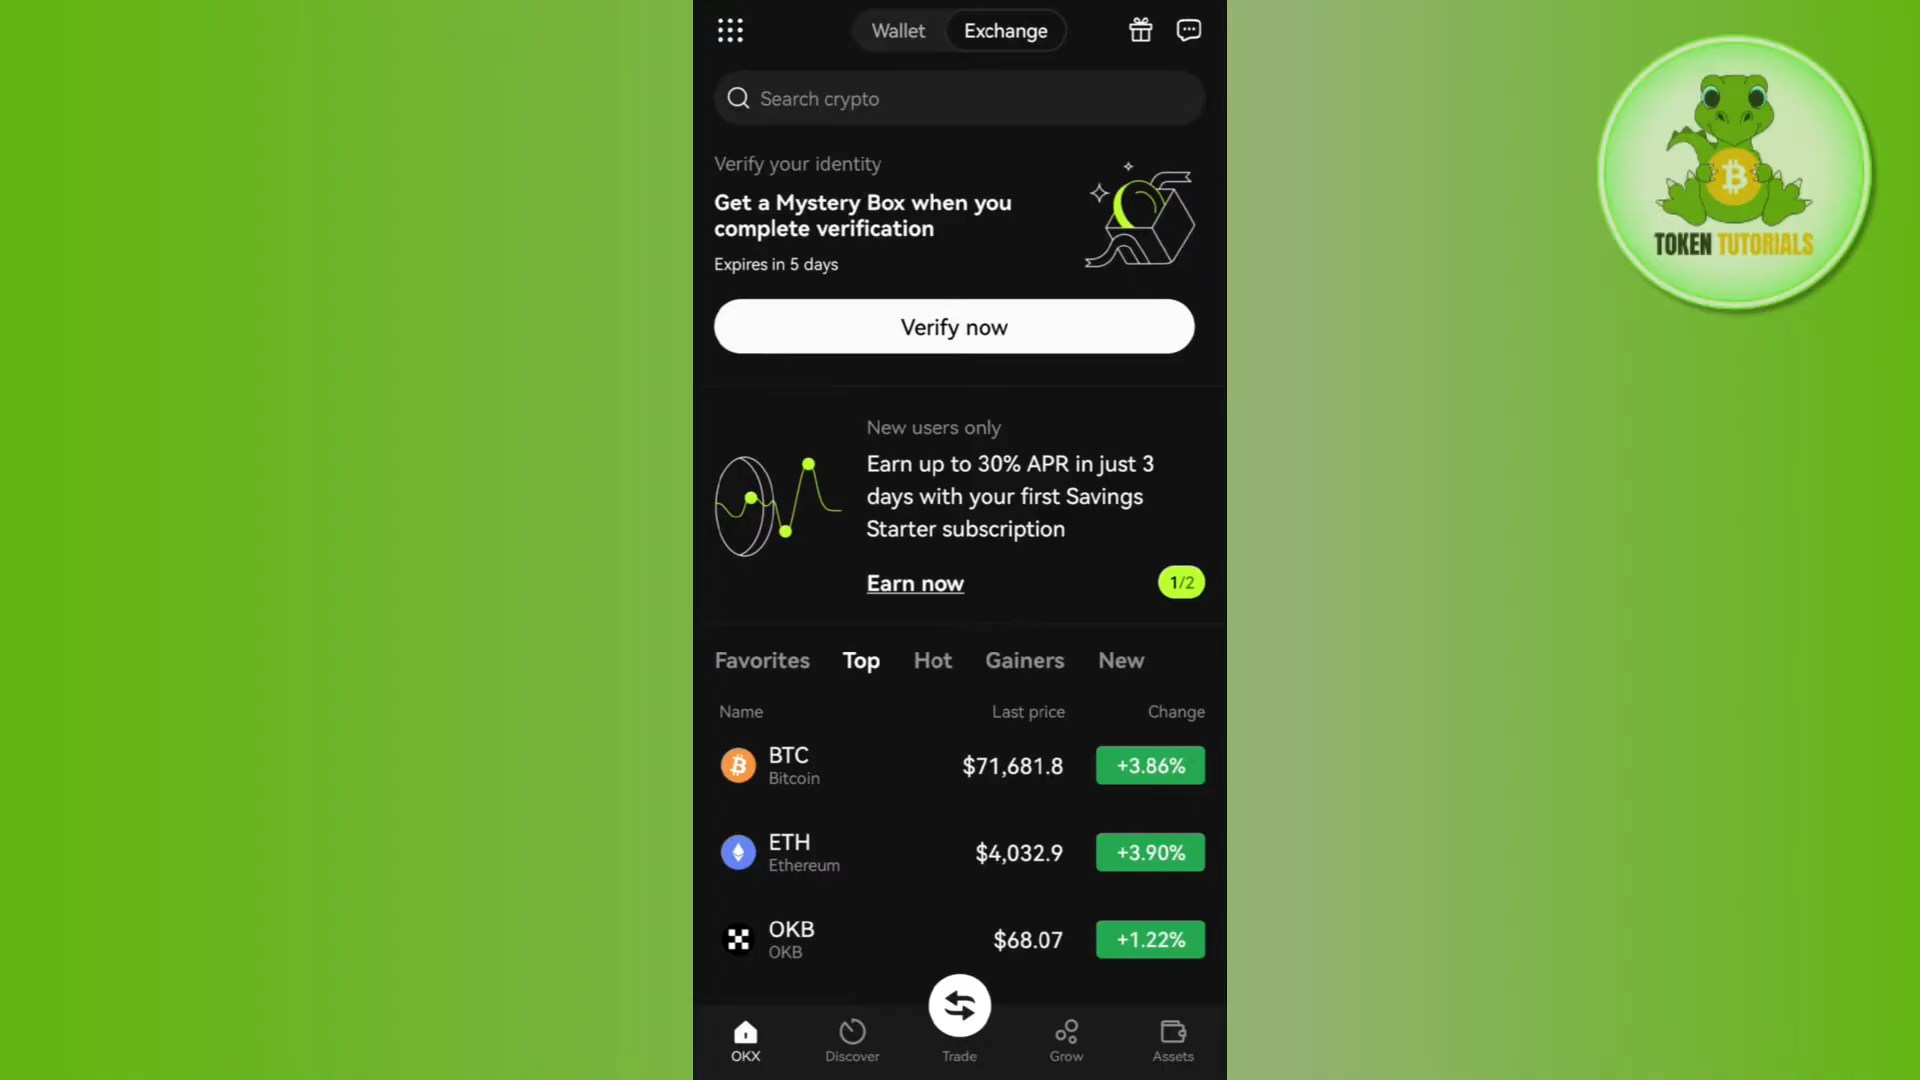 Wallet Exchange
Search crypto
Verify your identity
Get a Mystery Box when you
complete verification
Expires in 5 days
Verify now
New users only
Earn up to 30% APR in just 3
days with your first Savings
Starter subscription
Earn now 1/2
Favorites Top Hot Gainers New
Name Last price Change
BTC
Bitcoin
$71,681.8 +3.86%
ETH
Ethereum
$4,032.9 +3.90%
OKB
OKB
$68.07 +1.22%
OKX Discover Trade Grow Assets
TOKEN TUTORIALS